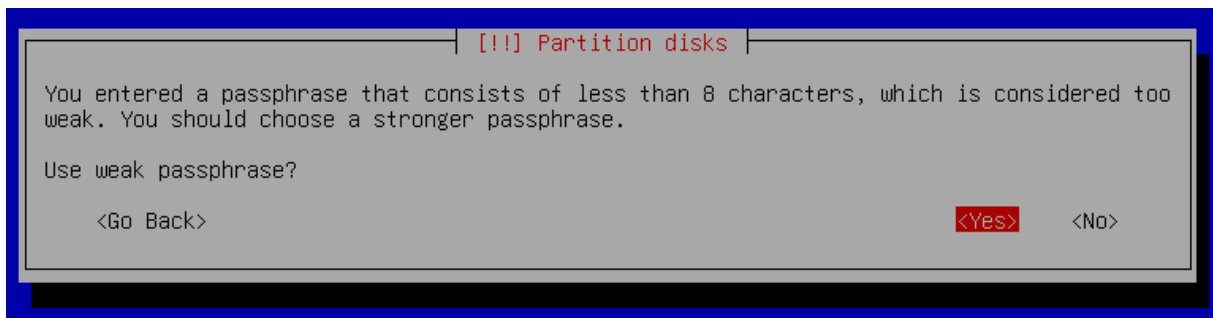 [!!] Partition disks
You entered a passphrase that consists of less than 8 characters, which is considered too
weak. You should choose a stronger passphrase.
Use weak passphrase?
<Go Back> <Yes> <No>